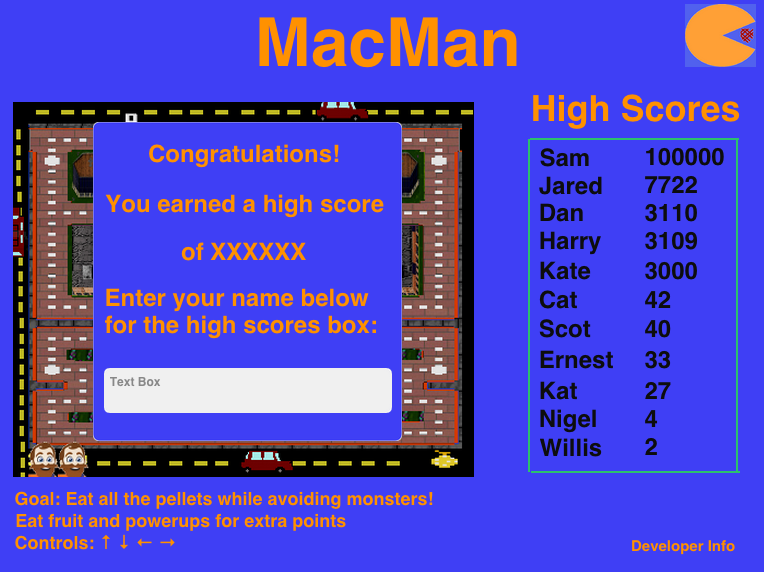 MacMan
High Scores
Sam 100000
Jared 7722
Dan 3110
Harry 3109
Kate 3000
Cat 42
Scot 40
Ernest 33
Kat 27
Nigel 4
Willis 2
Congratulations!
You earned a high score
of XXXXXX
Enter your name below
for the high scores box:
Text Box
Goal: Eat all the pellets while avoiding monsters!
Eat fruit and powerups for extra points
Controls: ↑ ↓ ← →
Developer Info